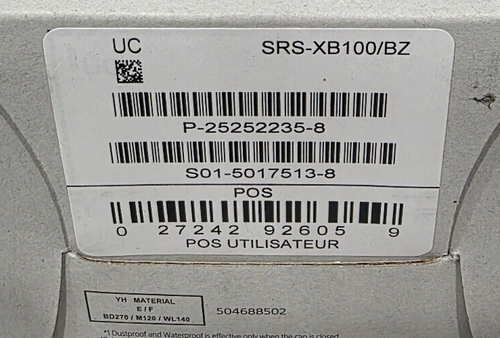 UC SRS-XB100/BZ
P-25252235-8
S01-5017513-8
POS
0 27242 92605 9
POS UTILISATEUR
YH MATERIAL
E / F
BD270 / M120 / WL140
504688502
*1 Dustproof and Waterproof is effective only when the cap is closed